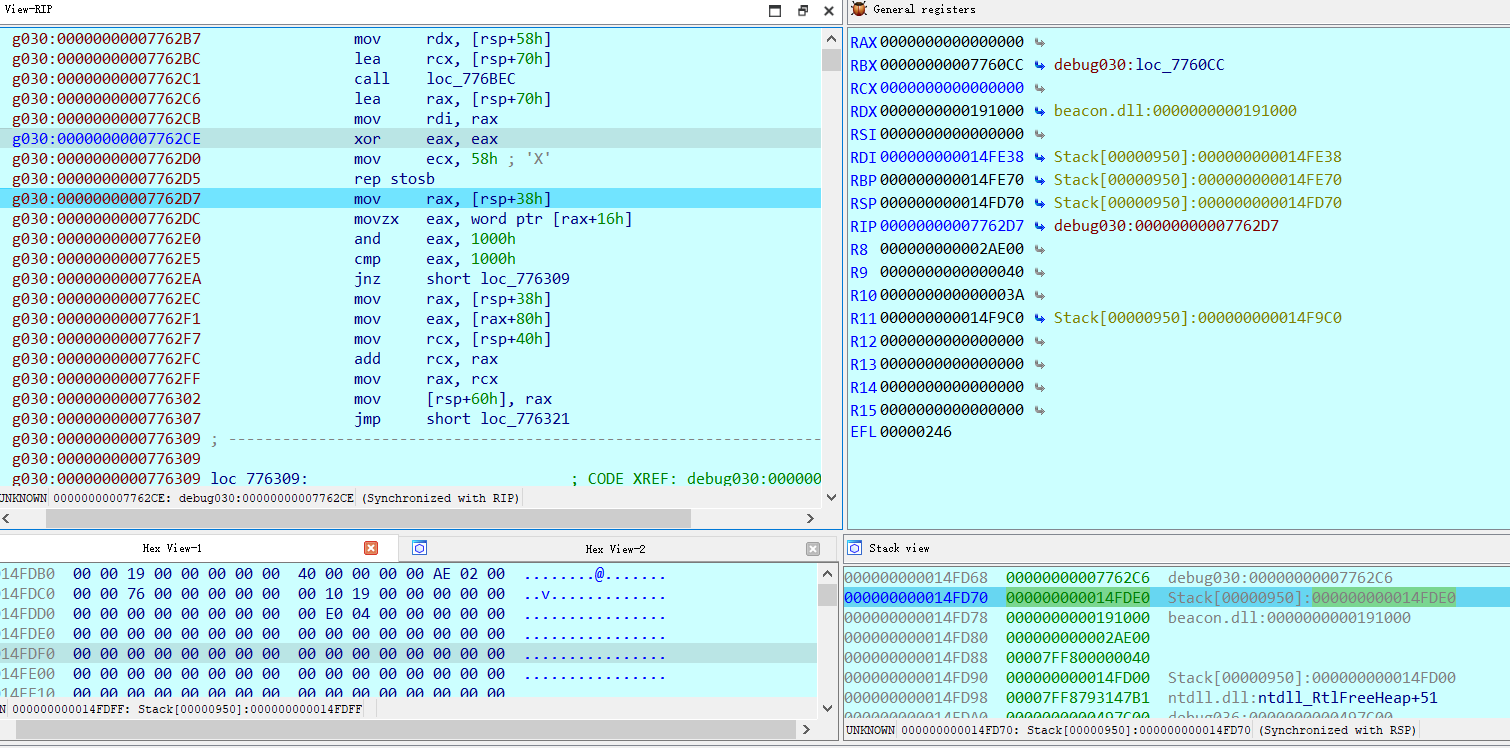 View-RIP
g030:00000000007762B7 mov rdx, [rsp+58h]
g030:00000000007762BC lea rcx, [rsp+70h]
g030:00000000007762C1 call loc_776BEC
g030:00000000007762C6 lea rax, [rsp+70h]
g030:00000000007762CB mov rdi, rax
g030:00000000007762CE xor eax, eax
g030:00000000007762D0 mov ecx, 58h ; 'X'
g030:00000000007762D5 rep stosb
g030:00000000007762D7 mov rax, [rsp+38h]
g030:00000000007762DC movzx eax, word ptr [rax+16h]
g030:00000000007762E0 and eax, 1000h
g030:00000000007762E5 cmp eax, 1000h
g030:00000000007762EA jnz short loc_776309
g030:00000000007762EC mov rax, [rsp+38h]
g030:00000000007762F1 mov eax, [rax+80h]
g030:00000000007762F7 mov rcx, [rsp+40h]
g030:00000000007762FC add rcx, rax
g030:00000000007762FF mov rax, rcx
g030:0000000000776302 mov [rsp+60h], rax
g030:0000000000776307 jmp short loc_776321
g030:0000000000776309 ; ------------------------------------------------------------------
g030:0000000000776309
g030:0000000000776309 loc_776309: ; CODE XREF: debug030:000000
UNKNOWN 00000000007762CE: debug030:00000000007762CE (Synchronized with RIP)
General registers
RAX 0000000000000000
RBX 00000000007760CC debug030:loc_7760CC
RCX 0000000000000000
RDX 0000000000191000 beacon.dll:0000000000191000
RSI 0000000000000000
RDI 000000000014FE38 Stack[00000950]:000000000014FE38
RBP 000000000014FE70 Stack[00000950]:000000000014FE70
RSP 000000000014FD70 Stack[00000950]:000000000014FD70
RIP 00000000007762D7 debug030:00000000007762D7
R8 000000000002AE00
R9 0000000000000040
R10 000000000000003A
R11 000000000014F9C0 Stack[00000950]:000000000014F9C0
R12 0000000000000000
R13 0000000000000000
R14 0000000000000000
R15 0000000000000000
EFL 00000246
Hex View-1
Hex View-2
14FDB0 00 00 19 00 00 00 00 00 40 00 00 00 00 AE 02 00 ........@.......
14FDC0 00 00 76 00 00 00 00 00 00 10 19 00 00 00 00 00 ..v.............
14FDD0 00 00 00 00 00 00 00 00 00 E0 04 00 00 00 00 00 ................
14FDE0 00 00 00 00 00 00 00 00 00 00 00 00 00 00 00 00 ................
14FDF0 00 00 00 00 00 00 00 00 00 00 00 00 00 00 00 00 ................
14FE00 00 00 00 00 00 00 00 00 00 00 00 00 00 00 00 00 ................
14FE10 00 00 00 00 00 00 00 00 00 00 00 00 00 00 00 00 ................
N 000000000014FDFF: Stack[00000950]:000000000014FDFF
Stack view
000000000014FD68 00000000007762C6 debug030:00000000007762C6
000000000014FD70 000000000014FDE0 Stack[00000950]:000000000014FDE0
000000000014FD78 0000000000191000 beacon.dll:0000000000191000
000000000014FD80 000000000002AE00
000000000014FD88 00007FF800000040
000000000014FD90 000000000014FD00 Stack[00000950]:000000000014FD00
000000000014FD98 00007FF8793147B1 ntdll.dll:ntdll_RtlFreeHeap+51
000000000014FDA0 0000000000497C00 debug036:0000000000497C00
UNKNOWN 000000000014FD70: Stack[00000950]:000000000014FD70 (Synchronized with RSP)